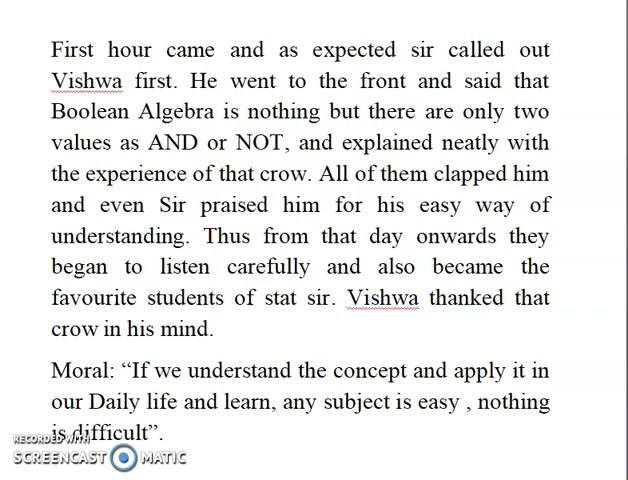 First hour came and as expected sir called out
Vishwa first. He went to the front and said that
Boolean Algebra is nothing but there are only two
values as AND or NOT, and explained neatly with
the experience of that crow. All of them clapped him
and even Sir praised him for his easy way of
understanding. Thus from that day onwards they
began to listen carefully and also became the
favourite students of stat sir. Vishwa thanked that
crow in his mind.
Moral: “If we understand the concept and apply it in
our Daily life and learn, any subject is easy , nothing
is difficult”.
RECORDED WITH
SCREENCAST MATIC